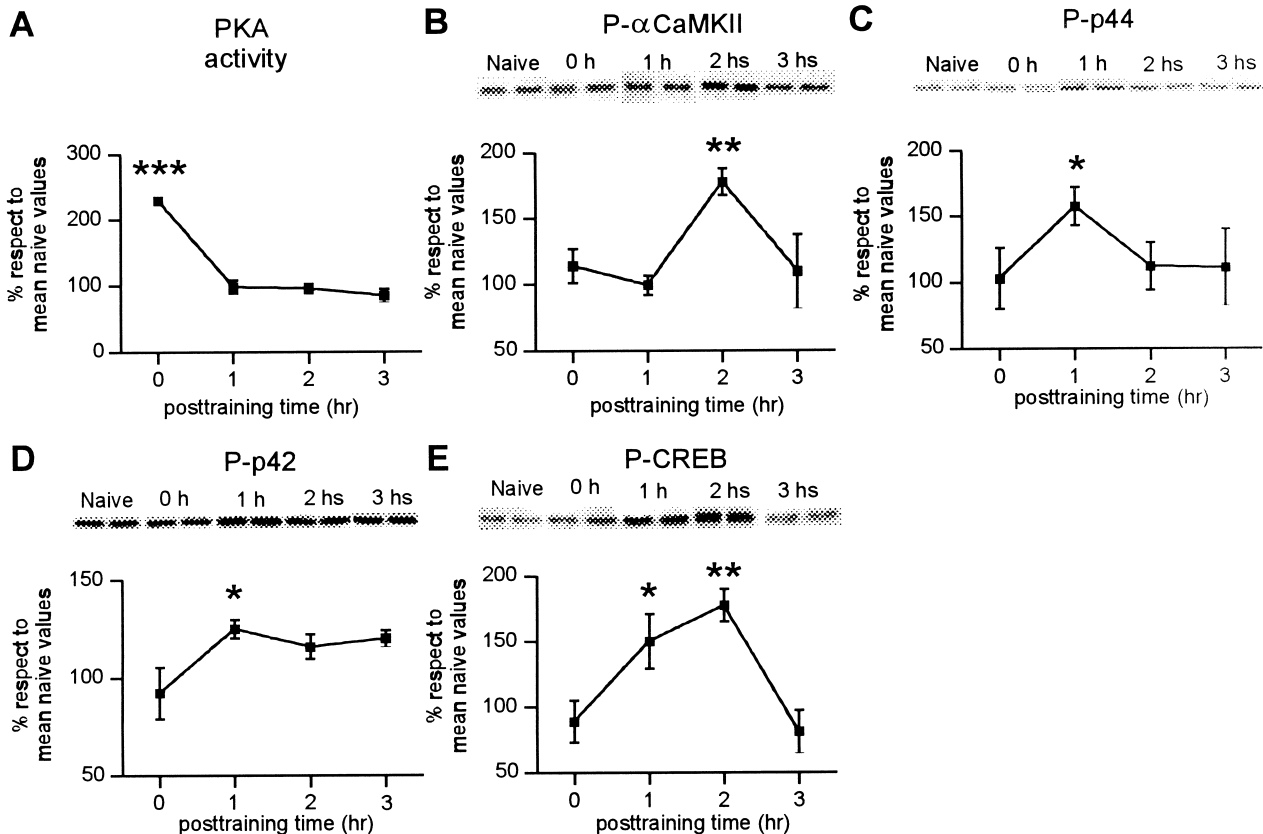 A
PKA
activity
% respect to
mean naive values
300
200
100
0
***
0 1 2 3
posttraining time (hr)
B
P-αCaMKII
Naive 0 h 1 h 2 hs 3 hs
% respect to
mean naive values
200
150
100
50
**
0 1 2 3
posttraining time (hr)
C
P-p44
Naive 0 h 1 h 2 hs 3 hs
% respect to
mean naive values
200
150
100
50
*
0 1 2 3
posttraining time (hr)
D
P-p42
Naive 0 h 1 h 2 hs 3 hs
% respect to
mean naive values
150
100
50
*
0 1 2 3
posttraining time (hr)
E
P-CREB
Naive 0 h 1 h 2 hs 3 hs
% respect to
mean naive values
200
150
100
50
* **
0 1 2 3
posttraining time (hr)